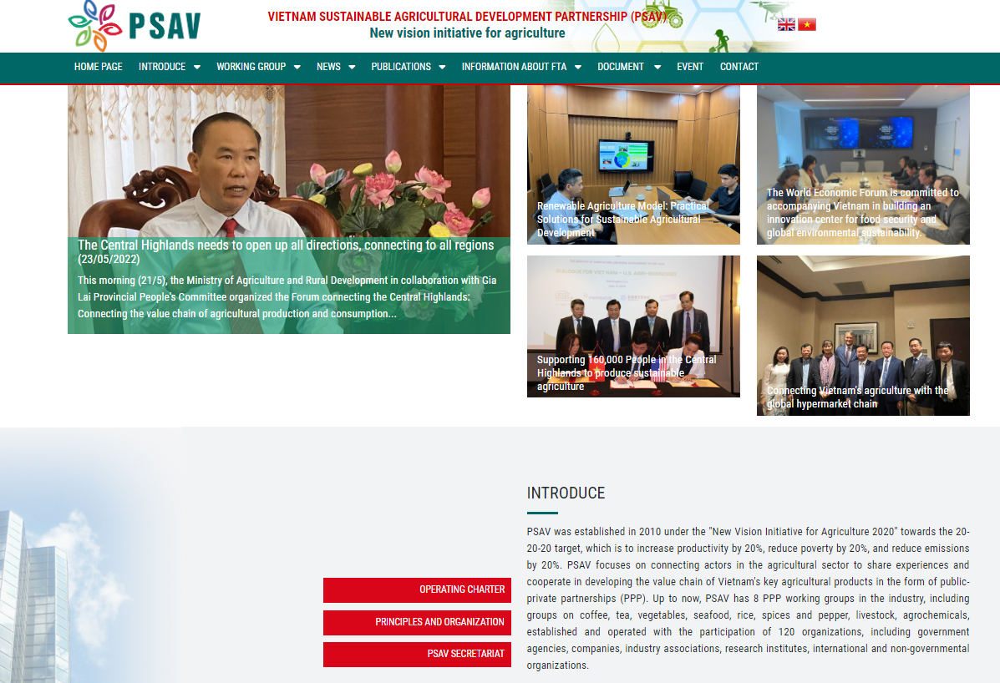 PSAV
VIETNAM SUSTAINABLE AGRICULTURAL DEVELOPMENT PARTNERSHIP (PSAV)
New vision initiative for agriculture
HOME PAGE INTRODUCE WORKING GROUP NEWS PUBLICATIONS INFORMATION ABOUT FTA DOCUMENT EVENT CONTACT
The Central Highlands needs to open up all directions, connecting to all regions
(23/05/2022)
This morning (21/5), the Ministry of Agriculture and Rural Development in collaboration with Gia
Lai Provincial People's Committee organized the Forum connecting the Central Highlands:
Connecting the value chain of agricultural production and consumption...
Renewable Agriculture Model: Practical
Solutions for Sustainable Agricultural
Development
The World Economic Forum is committed to
accompanying Vietnam in building an
innovation center for food security and
global environmental sustainability.
Supporting 160,000 People in the Central
Highlands to produce sustainable
agriculture
Connecting Vietnam's agriculture with the
global hypermarket chain
OPERATING CHARTER
PRINCIPLES AND ORGANIZATION
PSAV SECRETARIAT
INTRODUCE
PSAV was established in 2010 under the "New Vision Initiative for Agriculture 2020" towards the 20-
20-20 target, which is to increase productivity by 20%, reduce poverty by 20%, and reduce emissions
by 20%. PSAV focuses on connecting actors in the agricultural sector to share experiences and
cooperate in developing the value chain of Vietnam's key agricultural products in the form of public-
private partnerships (PPP). Up to now, PSAV has 8 PPP working groups in the industry, including
groups on coffee, tea, vegetables, seafood, rice, spices and pepper, livestock, agrochemicals,
established and operated with the participation of 120 organizations, including government
agencies, companies, industry associations, research institutes, international and non-governmental
organizations.